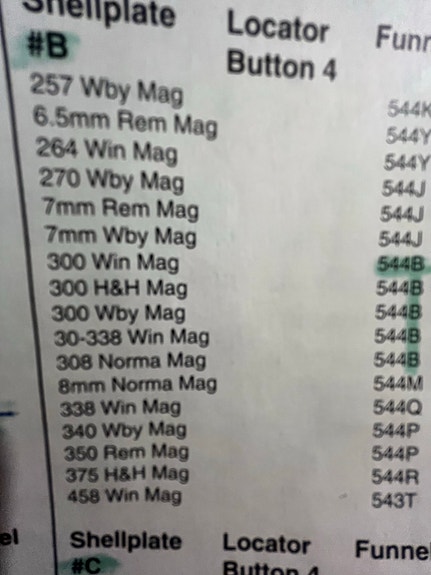 Shellplate Locator Funn
#B Button 4
257 Wby Mag 544K
6.5mm Rem Mag 544Y
264 Win Mag 544Y
270 Wby Mag 544J
7mm Rem Mag 544J
7mm Wby Mag 544J
300 Win Mag 544B
300 H&H Mag 544B
300 Wby Mag 544B
30-338 Win Mag 544B
308 Norma Mag 544B
8mm Norma Mag 544M
338 Win Mag 544Q
340 Wby Mag 544P
350 Rem Mag 544P
375 H&H Mag 544R
458 Win Mag 543T
el Shellplate Locator Funnel
#C Button 4